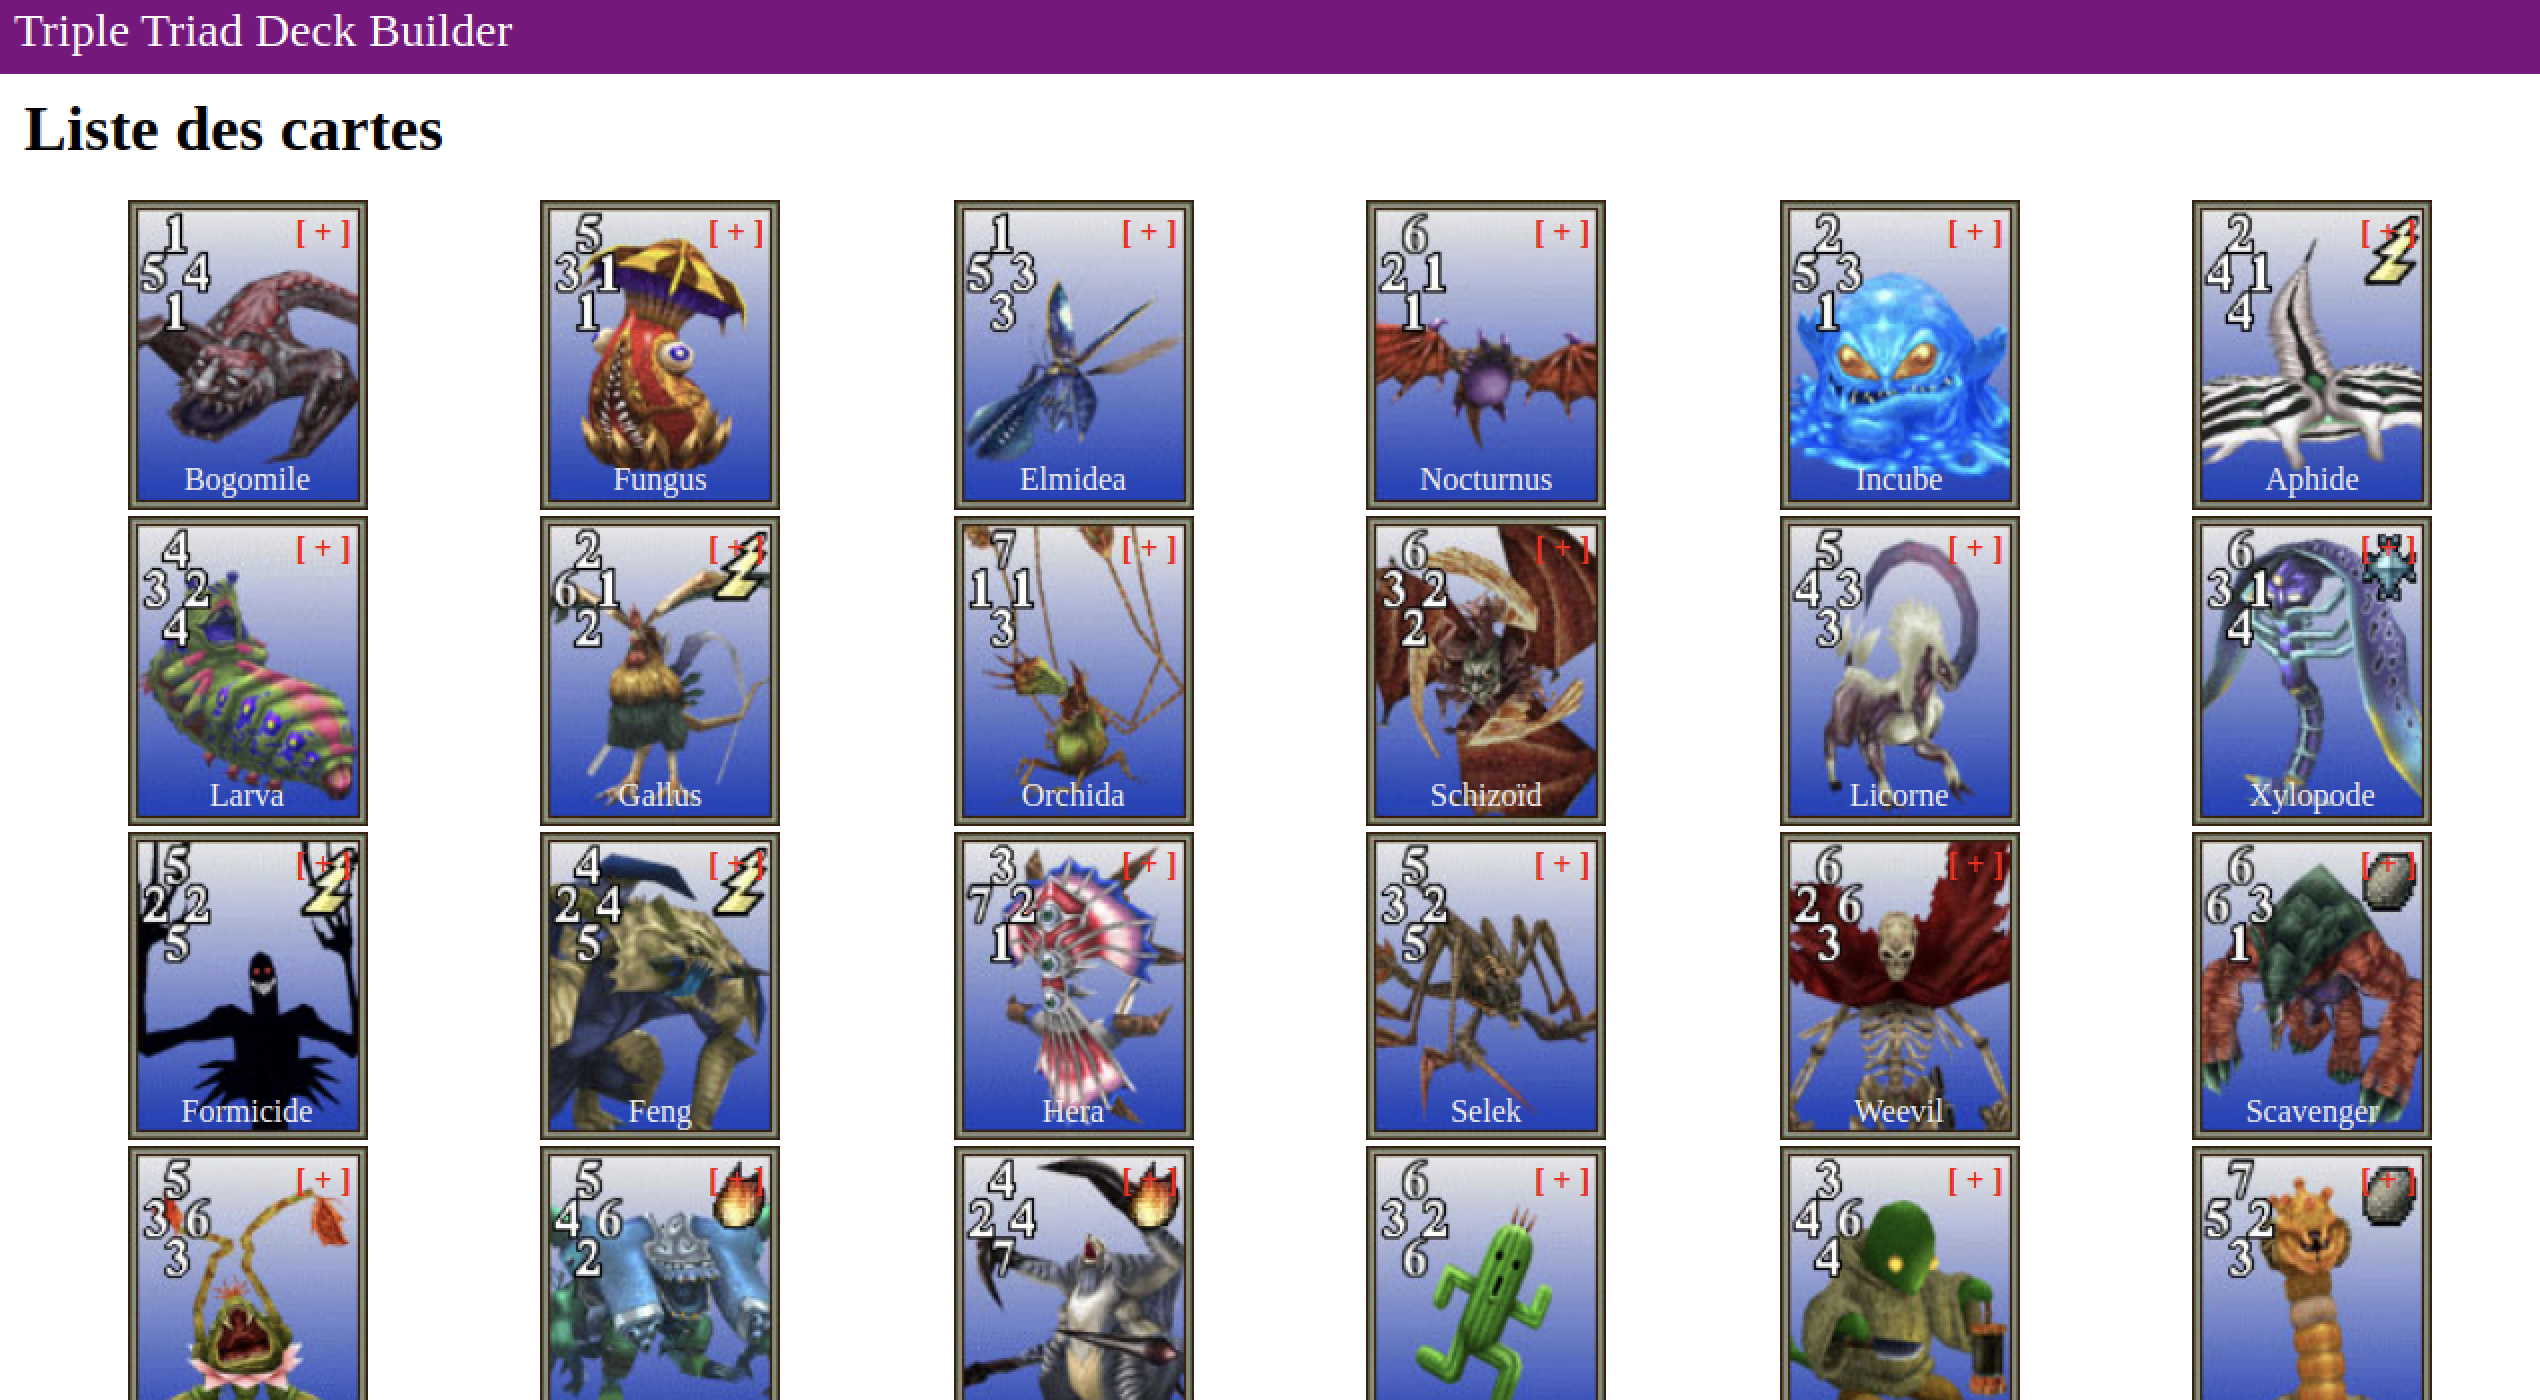 Triple Triad Deck Builder
Liste des cartes
1 [ + ] 5 [ + ] 1 [ + ] 6 [ + ] 2 [ + ] 2 [ + ]
5 4 3 1 5 3 2 1 5 3 4 1
1 1 3 1 1 4
Bogomile Fungus Elmidea Nocturnus Incube Aphide
4 [ + ] 2 [ + ] 7 [ + ] 6 [ + ] 5 [ + ] 6 [ + ]
3 2 6 1 1 1 3 2 4 3 3 1
4 2 3 2 3 4
Larva Gallus Orchida Schizoïd Licorne Xylopode
5 [ + ] 4 [ + ] 3 [ + ] 5 [ + ] 6 [ + ] 6 [ + ]
2 2 2 4 7 2 3 2 2 6 6 3
5 5 1 5 3 1
Formicide Feng Hera Selek Weevil Scavenger
5 [ + ] 5 [ + ] 4 [ + ] 6 [ + ] 3 [ + ] 7 [ + ]
3 6 4 6 2 4 3 2 4 6 5 2
3 2 7 6 4 3